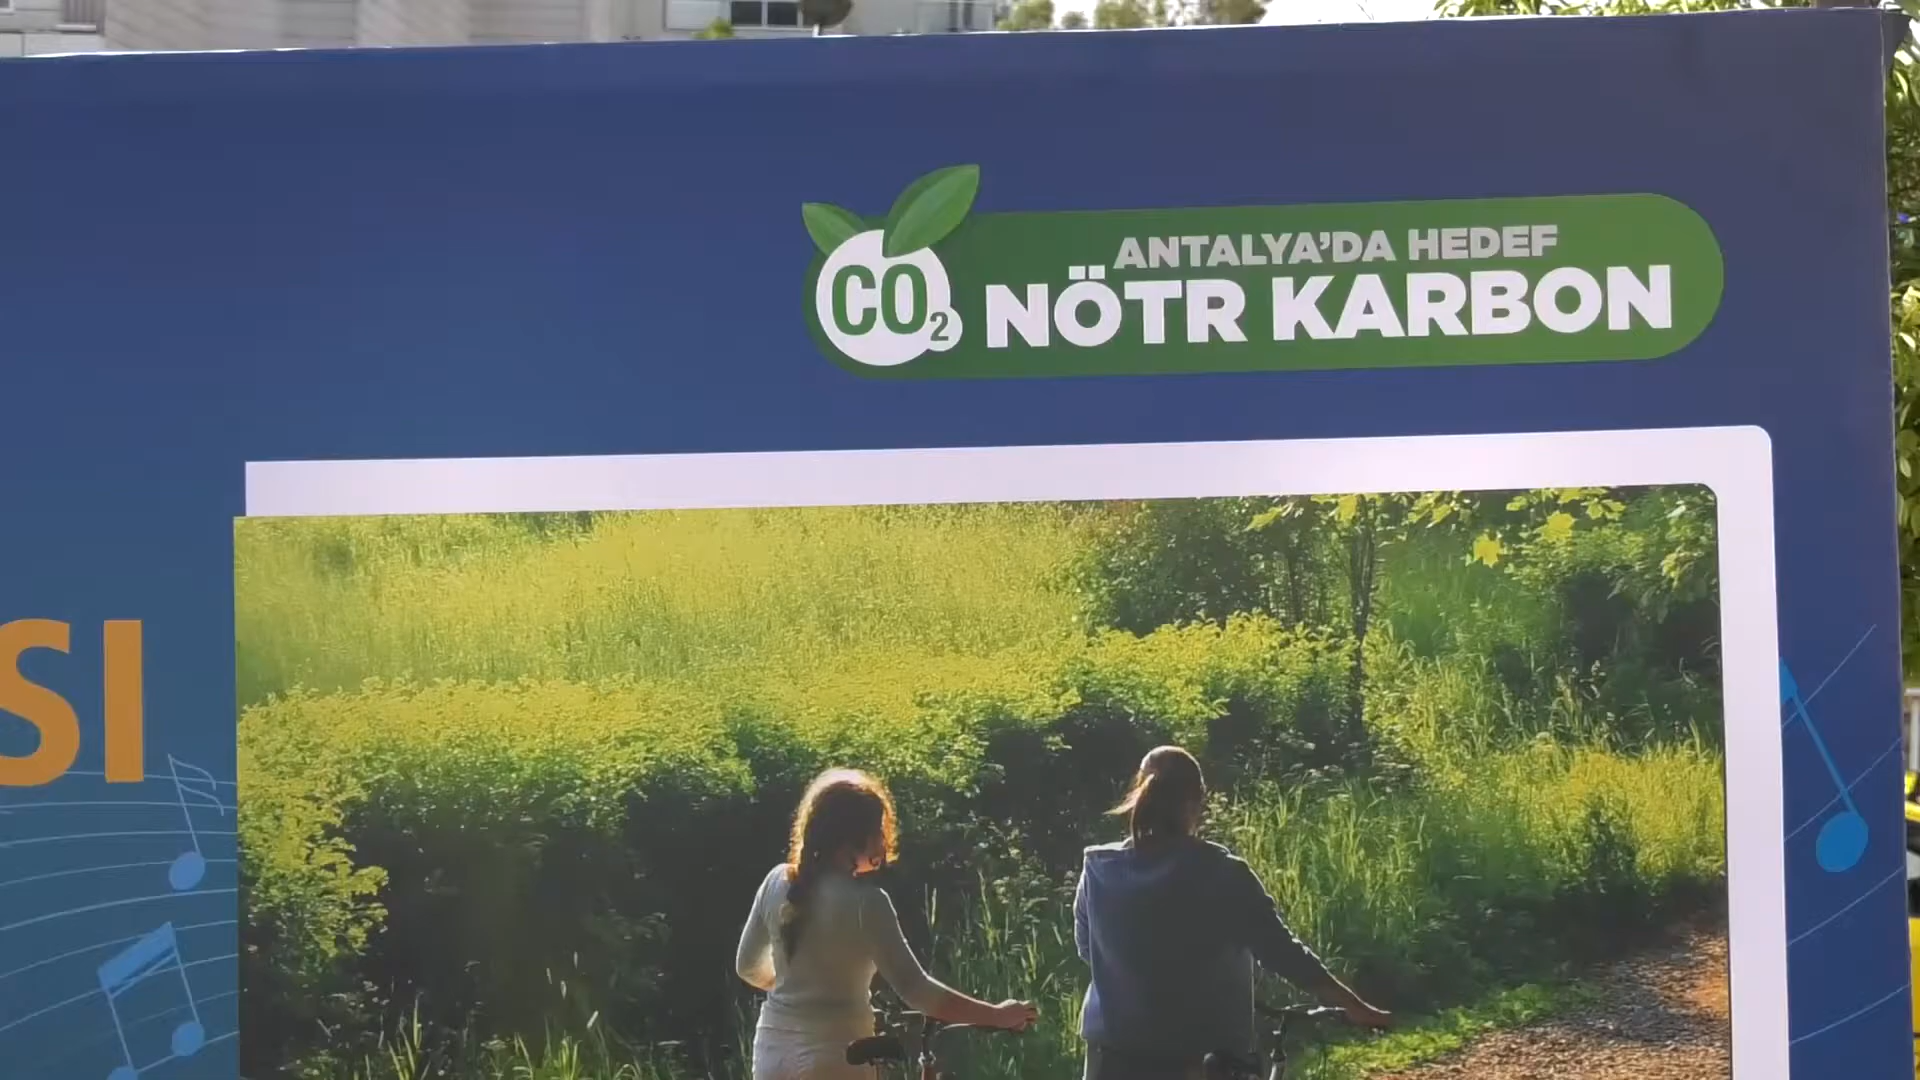 ANTALYA'DA HEDEF
CO₂ NÖTR KARBON
SI